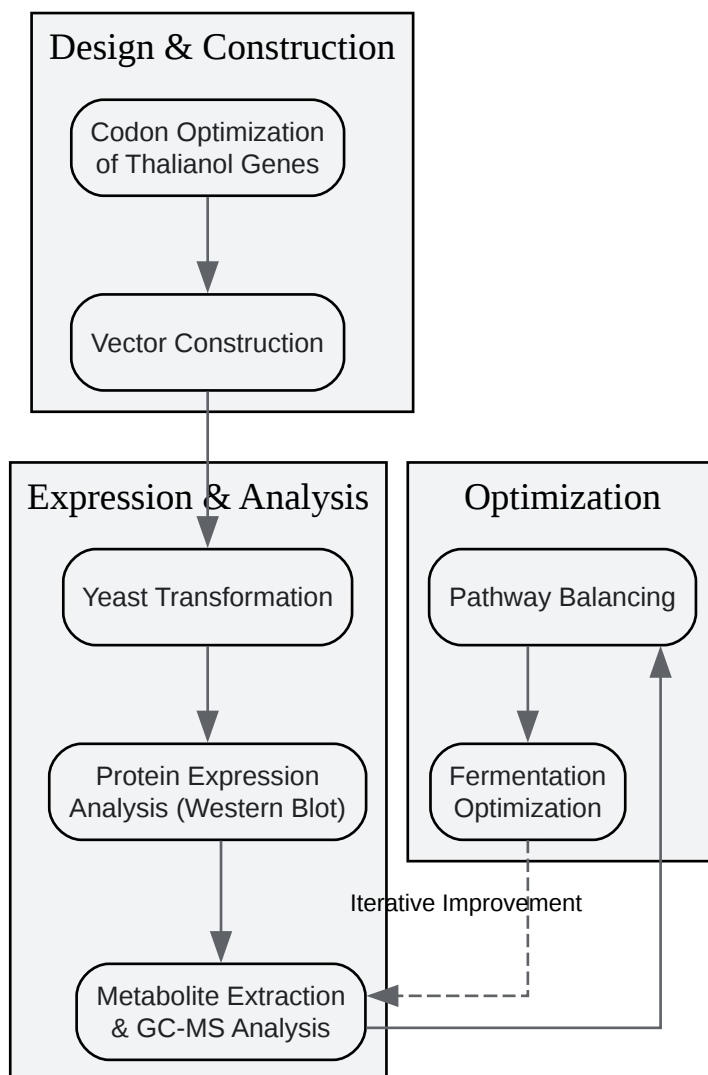 Design & Construction
Codon Optimization
of Thalianol Genes
Vector Construction
Expression & Analysis
Yeast Transformation
Protein Expression
Analysis (Western Blot)
Metabolite Extraction
& GC-MS Analysis
Optimization
Pathway Balancing
Fermentation
Optimization
Iterative Improvement